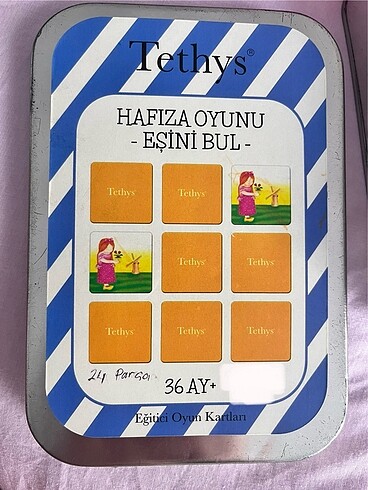 Tethys®
HAFIZA OYUNU
- EŞİNİ BUL -
Tethys® Tethys®
Tethys® Tethys®
Tethys® Tethys® Tethys®
24 Parça
36 AY+
Eğitici Oyun Kartları